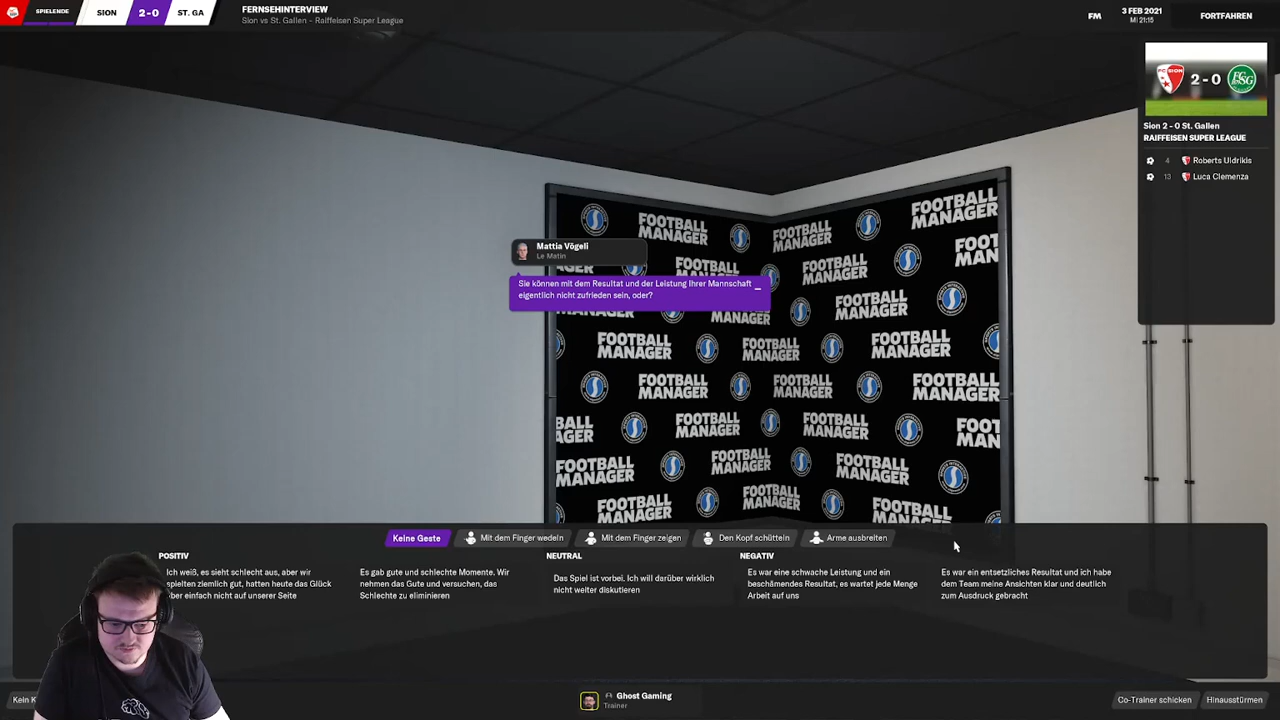 SPIELENDE
SION 2-0 ST. GA
FERNSEHINTERVIEW
Sion vs St. Gallen - Raiffeisen Super League
FM
3 FEB 2021
MI 21:15
FORTFAHREN
2 - 0
Sion 2 - 0 St. Gallen
RAIFFEISEN SUPER LEAGUE
4 Roberts Uldrikis
13 Luca Clemenza
FOOTBALL MANAGER
Mattia Vögeli
Le Matin
Sie können mit dem Resultat und der Leistung Ihrer Mannschaft
eigentlich nicht zufrieden sein, oder?
Keine Geste
Mit dem Finger wedeln
Mit dem Finger zeigen
Den Kopf schütteln
Arme ausbreiten
POSITIV
Ich weiß, es sieht schlecht aus, aber wir
spielten ziemlich gut, hatten heute das Glück
aber einfach nicht auf unserer Seite
Es gab gute und schlechte Momente. Wir
nehmen das Gute und versuchen, das
Schlechte zu eliminieren
NEUTRAL
Das Spiel ist vorbei. Ich will darüber wirklich
nicht weiter diskutieren
NEGATIV
Es war eine schwache Leistung und ein
beschämendes Resultat, es wartet jede Menge
Arbeit auf uns
Es war ein entsetzliches Resultat und ich habe
dem Team meine Ansichten klar und deutlich
zum Ausdruck gebracht
Kein
Ghost Gaming
Trainer
Co-Trainer schicken
Hinausstürmen